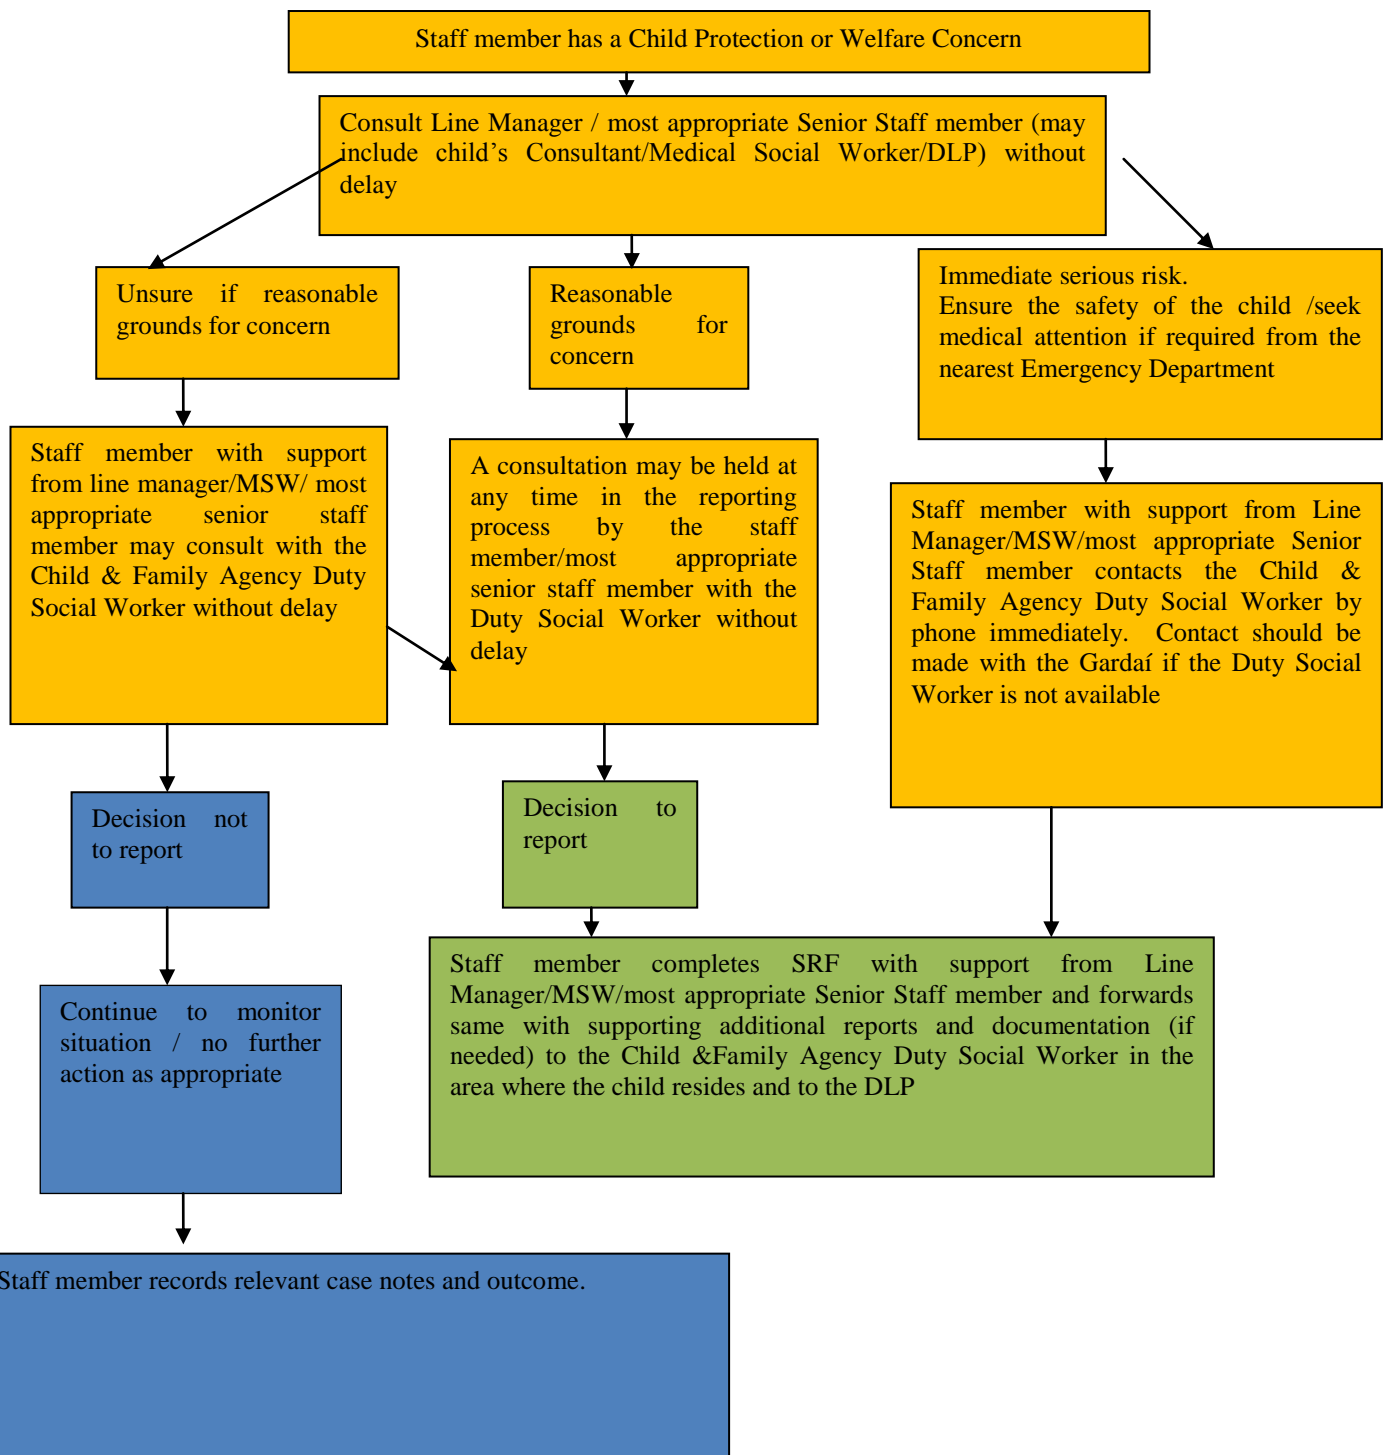 Staff member has a Child Protection or Welfare Concern
Consult Line Manager / most appropriate Senior Staff member (may
include child's Consultant/Medical Social Worker/DLP) without
delay
Unsure if reasonable
grounds for concern
Reasonable
grounds for
concern
Immediate serious risk.
Ensure the safety of the child /seek
medical attention if required from the
nearest Emergency Department
Staff member with support
from line manager/MSW/ most
appropriate senior staff
member may consult with the
Child & Family Agency Duty
Social Worker without delay
A consultation may be held at
any time in the reporting
process by the staff
member/most appropriate
senior staff member with the
Duty Social Worker without
delay
Staff member with support from Line
Manager/MSW/most appropriate Senior
Staff member contacts the Child &
Family Agency Duty Social Worker by
phone immediately. Contact should be
made with the Gardaí if the Duty Social
Worker is not available
Decision not
to report
Decision to
report
Staff member completes SRF with support from Line
Manager/MSW/most appropriate Senior Staff member and forwards
same with supporting additional reports and documentation (if
needed) to the Child &Family Agency Duty Social Worker in the
area where the child resides and to the DLP
Continue to monitor
situation / no further
action as appropriate
Staff member records relevant case notes and outcome.